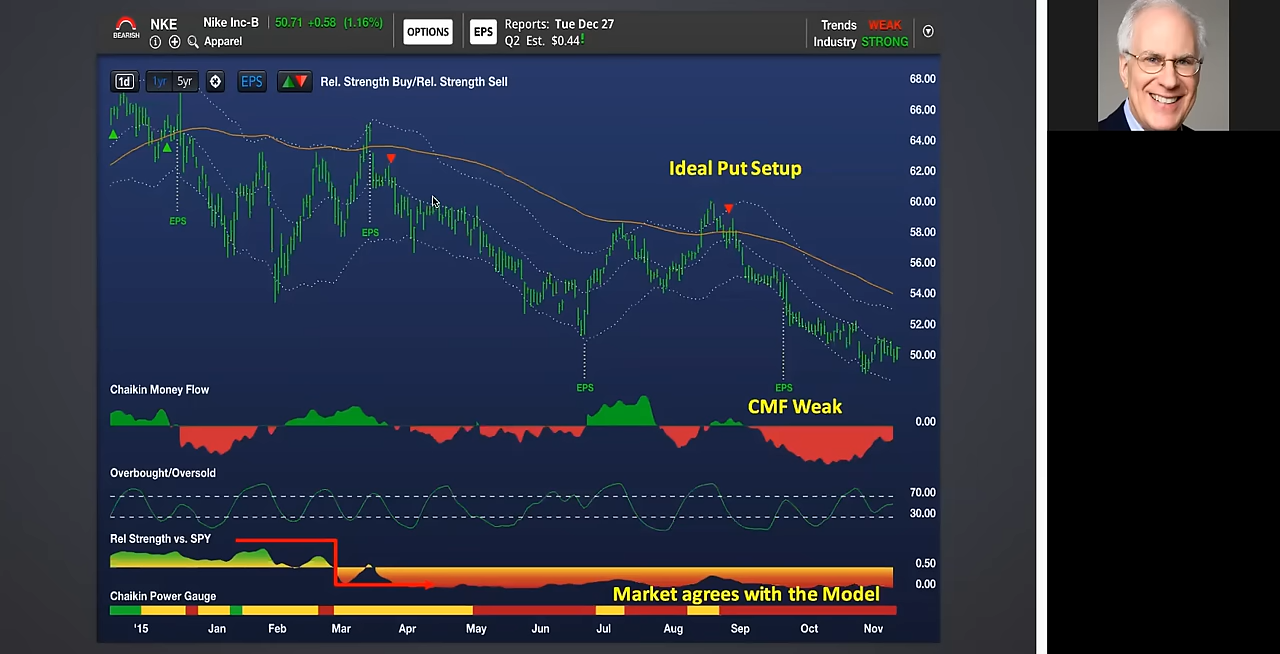 NKE Nike Inc-B 50.71 +0.58 (1.16%)
BEARISH Apparel
OPTIONS
EPS
Reports: Tue Dec 27
Q2 Est. $0.44!
Trends WEAK
Industry STRONG
1d 1yr 5yr EPS Rel. Strength Buy/Rel. Strength Sell
68.00
66.00
64.00
62.00
60.00
58.00
56.00
54.00
52.00
50.00
Ideal Put Setup
EPS
EPS
EPS
EPS
Chaikin Money Flow
CMF Weak
0.00
Overbought/Oversold
70.00
30.00
Rel Strength vs. SPY
0.50
0.00
Market agrees with the Model
Chaikin Power Gauge
'15 Jan Feb Mar Apr May Jun Jul Aug Sep Oct Nov